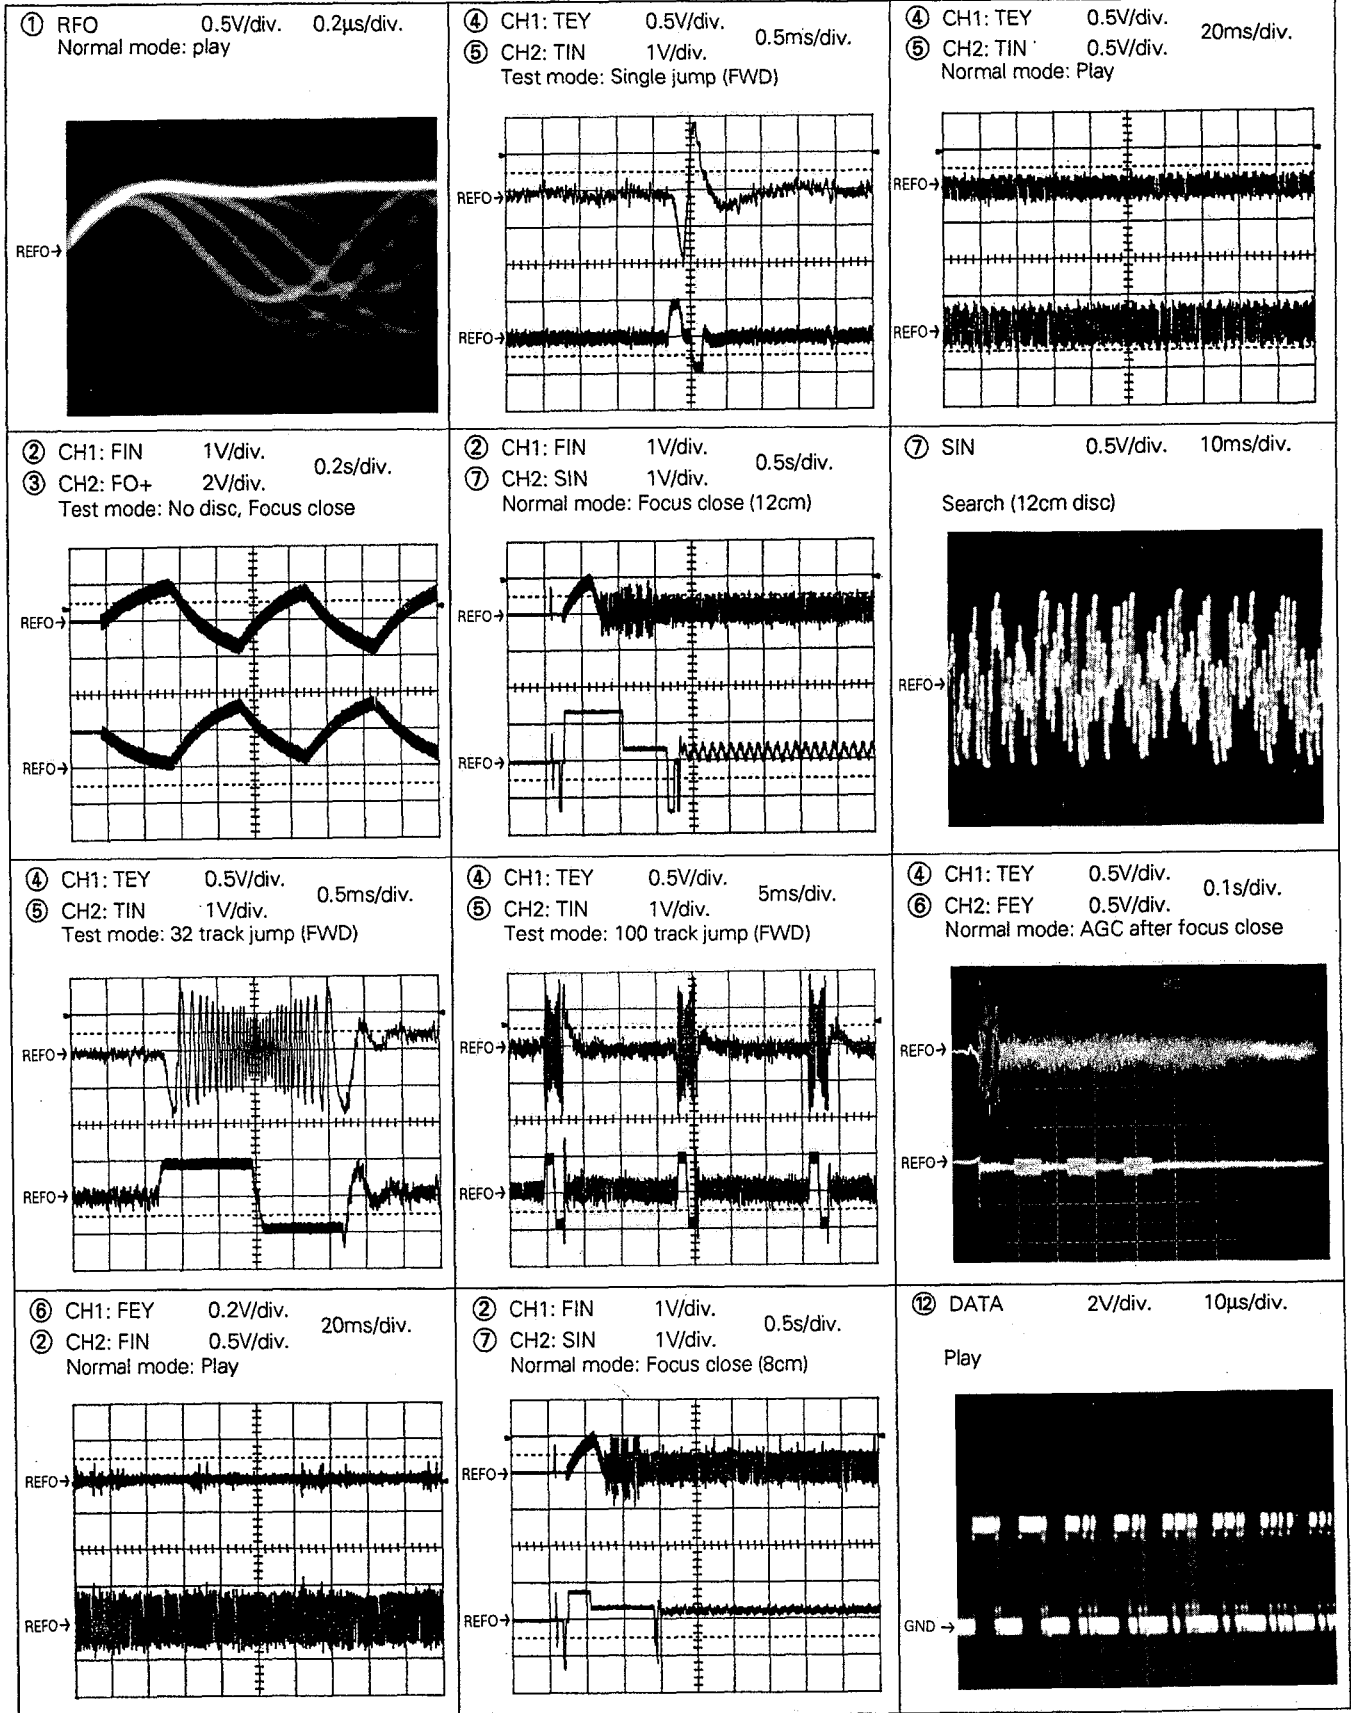 ① RFO 0.5V/div. 0.2µs/div.
Normal mode: play
REFO→
④ CH1: TEY 0.5V/div.
⑤ CH2: TIN 1V/div. 0.5ms/div.
Test mode: Single jump (FWD)
REFO→
REFO→
④ CH1: TEY 0.5V/div.
⑤ CH2: TIN 0.5V/div. 20ms/div.
Normal mode: Play
REFO→
REFO→
② CH1: FIN 1V/div.
③ CH2: FO+ 2V/div. 0.2s/div.
Test mode: No disc, Focus close
REFO→
REFO→
② CH1: FIN 1V/div.
⑦ CH2: SIN 1V/div. 0.5s/div.
Normal mode: Focus close (12cm)
REFO→
REFO→
⑦ SIN 0.5V/div. 10ms/div.
Search (12cm disc)
REFO→
④ CH1: TEY 0.5V/div.
⑤ CH2: TIN 1V/div. 0.5ms/div.
Test mode: 32 track jump (FWD)
REFO→
REFO→
④ CH1: TEY 0.5V/div.
⑤ CH2: TIN 1V/div. 5ms/div.
Test mode: 100 track jump (FWD)
REFO→
REFO→
④ CH1: TEY 0.5V/div.
⑥ CH2: FEY 0.5V/div. 0.1s/div.
Normal mode: AGC after focus close
REFO→
REFO→
⑥ CH1: FEY 0.2V/div.
② CH2: FIN 0.5V/div. 20ms/div.
Normal mode: Play
REFO→
REFO→
② CH1: FIN 1V/div.
⑦ CH2: SIN 1V/div. 0.5s/div.
Normal mode: Focus close (8cm)
REFO→
REFO→
⑫ DATA 2V/div. 10µs/div.
Play
GND →